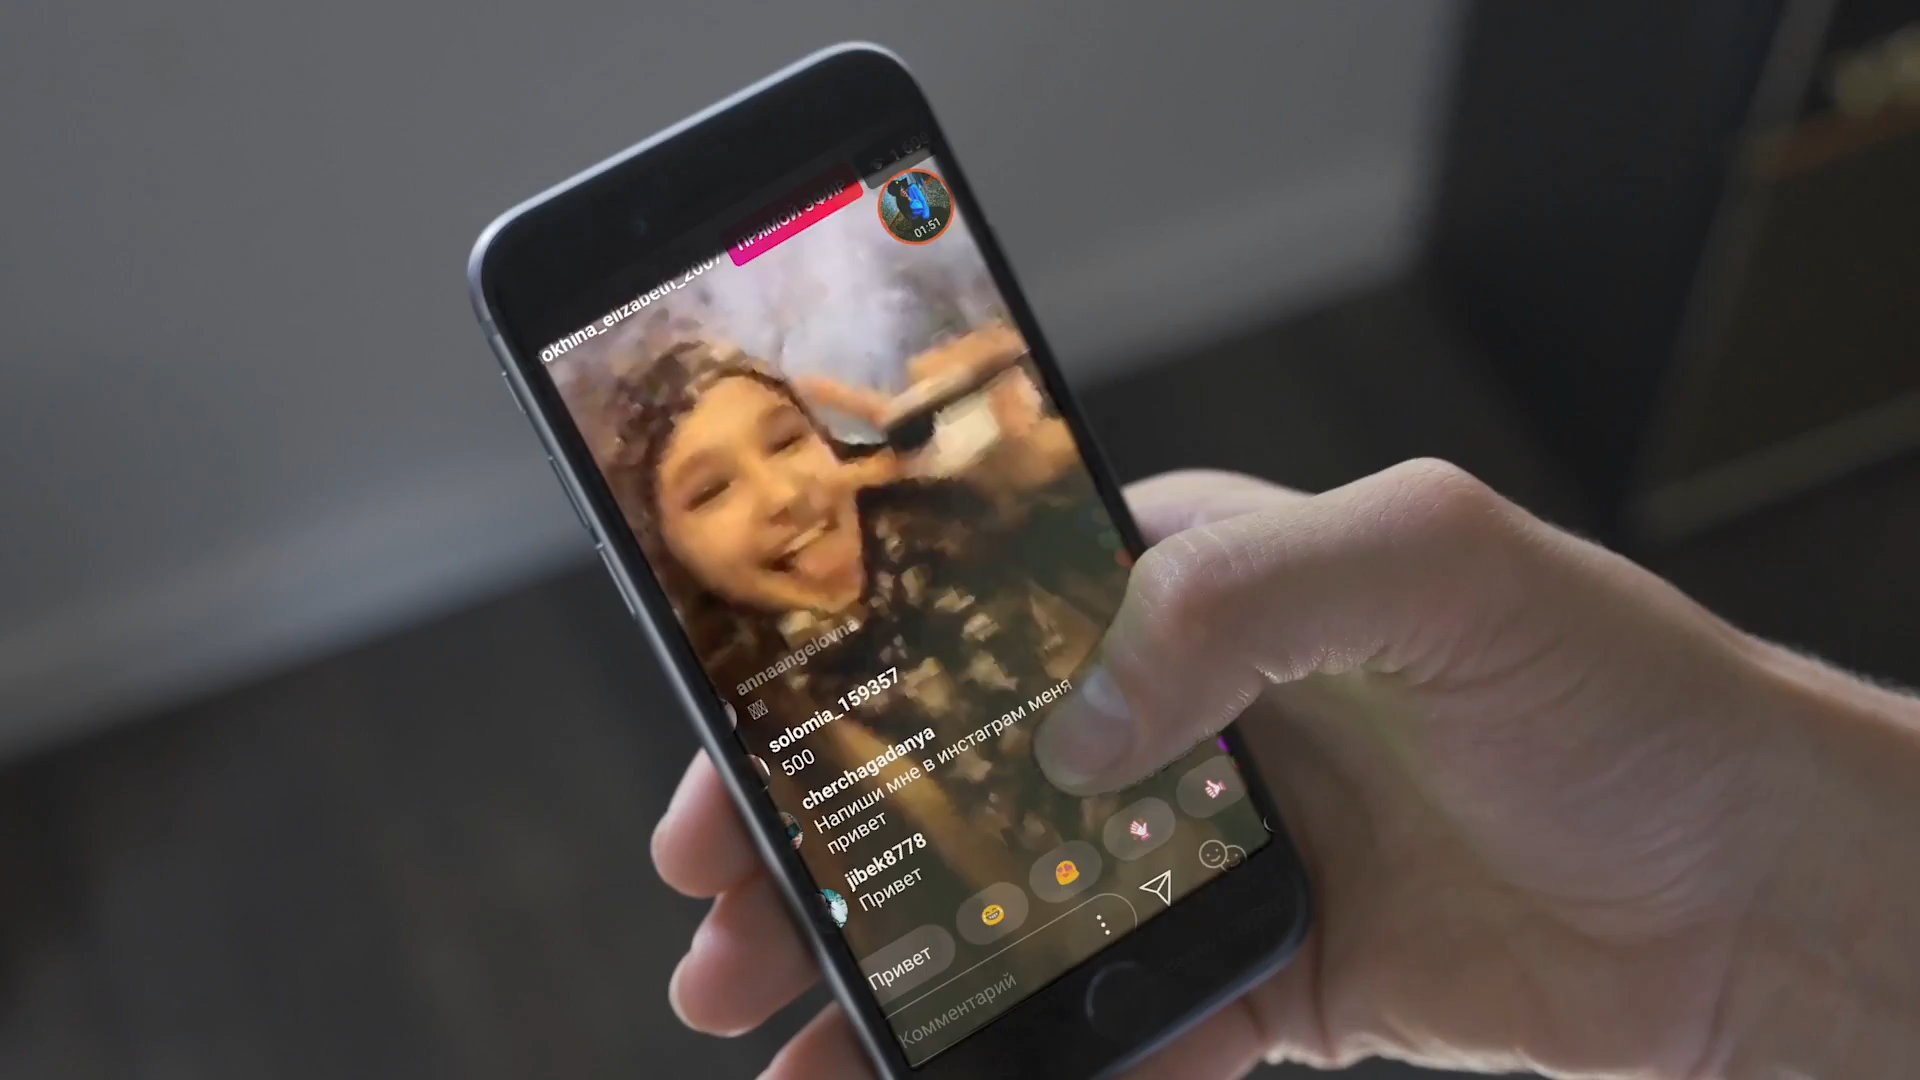 okhina_elizabeth_2007
ПРЯМОЙ ЭФИР
01:51
annaangelovna
solomia_159357
500
cherchagadanya
Напиши мне в инстаграм меня
привет
jibek8778
Привет
Привет
Комментарий